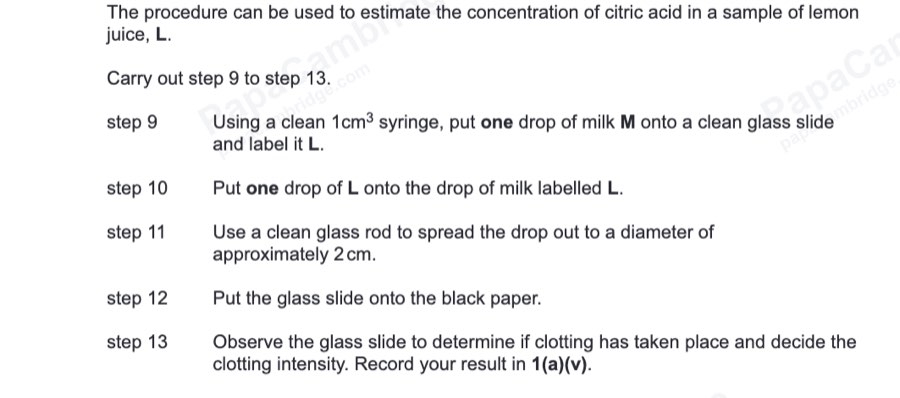 The procedure can be used to estimate the concentration of citric acid in a sample of lemon
juice, L.
Carry out step 9 to step 13.
step 9 Using a clean 1cm³ syringe, put one drop of milk M onto a clean glass slide
and label it L.
step 10 Put one drop of L onto the drop of milk labelled L.
step 11 Use a clean glass rod to spread the drop out to a diameter of
approximately 2cm.
step 12 Put the glass slide onto the black paper.
step 13 Observe the glass slide to determine if clotting has taken place and decide the
clotting intensity. Record your result in 1(a)(v).